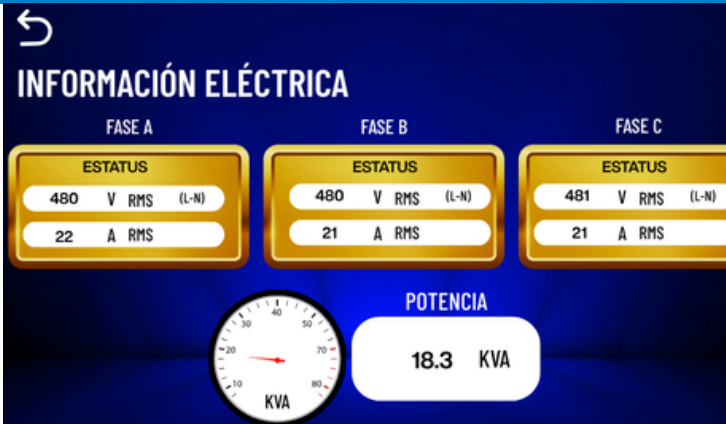 INFORMACIÓN ELÉCTRICA
FASE A
ESTATUS
480 V RMS (L-N)
22 A RMS
FASE B
ESTATUS
480 V RMS (L-N)
21 A RMS
FASE C
ESTATUS
481 V RMS (L-N)
21 A RMS
10
20
30
40
50
70
80
KVA
POTENCIA
18.3 KVA